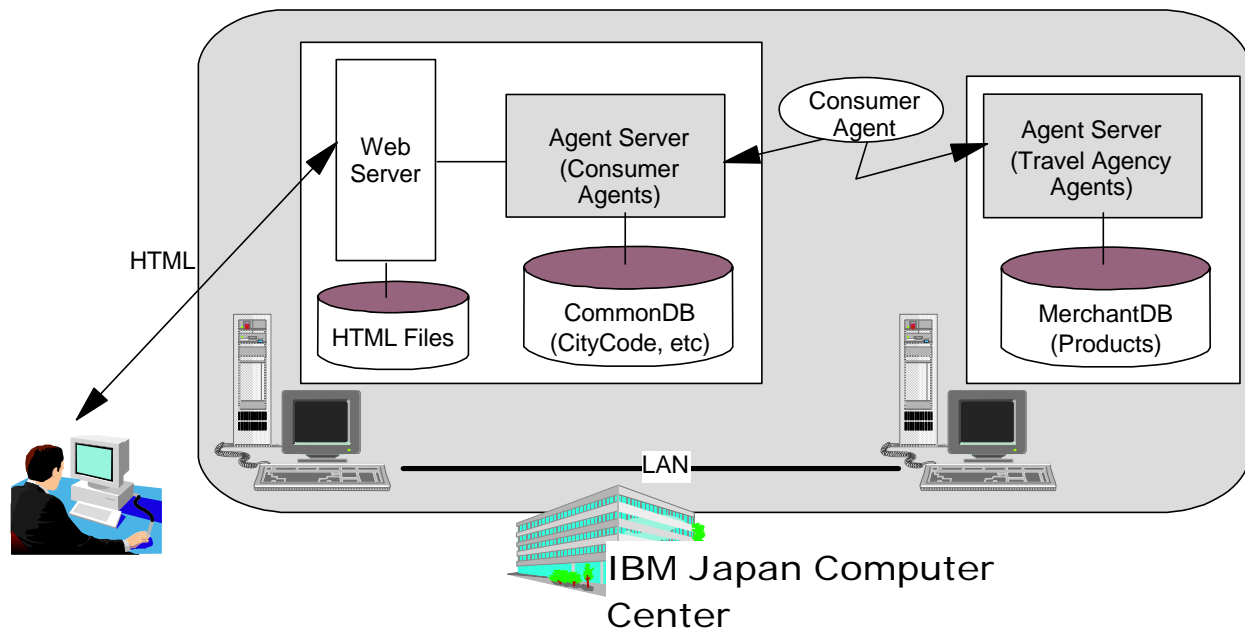 Web
Server
Agent Server
(Consumer
Agents)
Consumer
Agent
Agent Server
(Travel Agency
Agents)
HTML
HTML Files
CommonDB
(CityCode, etc)
MerchantDB
(Products)
LAN
IBM Japan Computer
Center